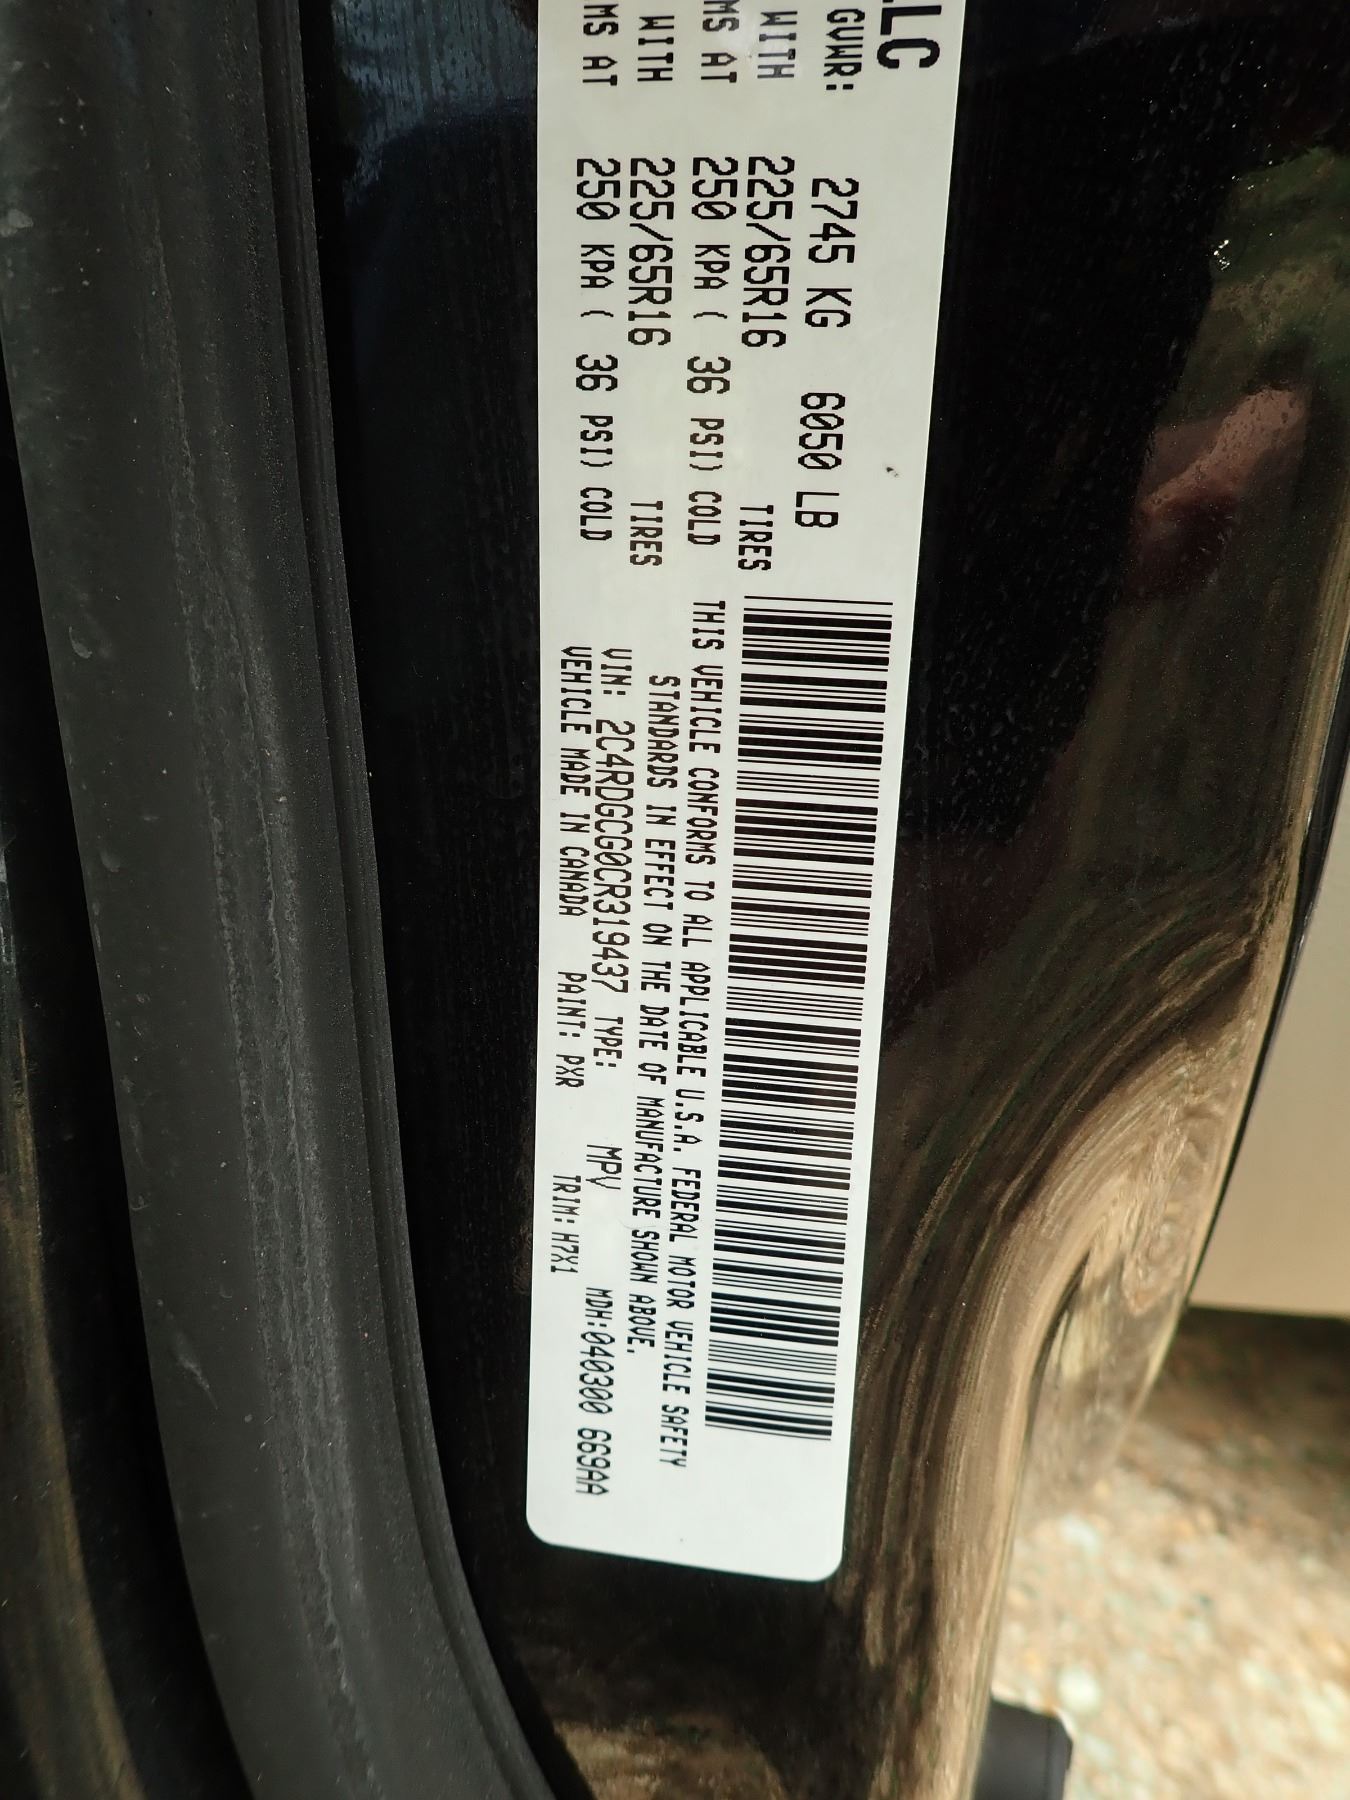 LLC
GVWR: 2745 KG 6050 LB
WITH 225/65R16 TIRES
MS AT 250 KPA ( 36 PSI) COLD
WITH 225/65R16 TIRES
MS AT 250 KPA ( 36 PSI) COLD
THIS VEHICLE CONFORMS TO ALL APPLICABLE U.S.A. FEDERAL MOTOR VEHICLE SAFETY
STANDARDS IN EFFECT ON THE DATE OF MANUFACTURE SHOWN ABOVE.
VIN: 2C4RDGCG0CR319437 TYPE: MPV MDH:040300 669AA
VEHICLE MADE IN CANADA PAINT: PXR TRIM: H7X1